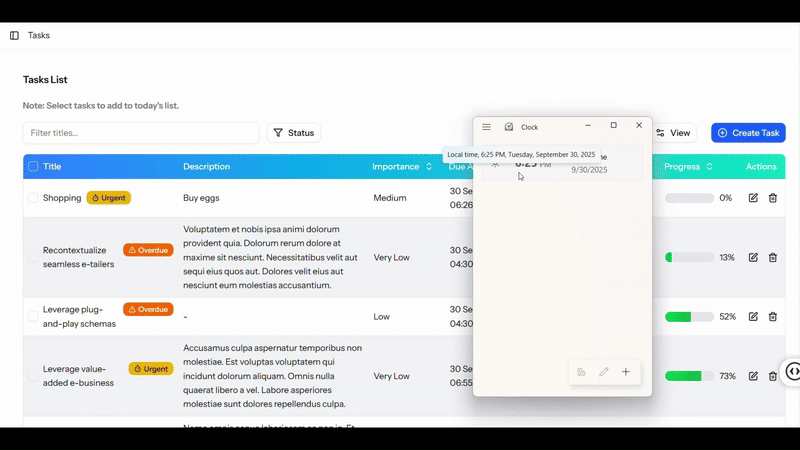 Tasks
Tasks List
Note: Select tasks to add to today's list.
Filter titles...
Status
View
Create Task
Clock
Local time, 6:25 PM, Tuesday, September 30, 2025
6:25 PM
9/30/2025
Title Description Importance Due Progress Actions
Shopping Urgent Buy eggs Medium 30 Se 06:26 0%
Recontextualize seamless e-tailers Overdue
Voluptatem et nobis ipsa animi dolorum
provident quia. Dolorum rerum dolore at
maxime sit nesciunt. Necessitatibus velit aut
sequi eius quos aut. Dolores velit eius aut
nesciunt eum molestias accusantium.
Very Low
30 Se
04:30
13%
Leverage plug-
and-play schemas
Overdue
-
Low
30 Se
04:30
52%
Leverage value-
added e-business
Urgent
Accusamus culpa aspernatur temporibus non
molestiae. Est voluptas voluptatem qui
incidunt dolorum aliquam. Omnis nulla
quaerat libero a vel. Labore asperiores
molestiae sunt dolores repellendus culpa.
Very Low
30 Se
06:55
73%